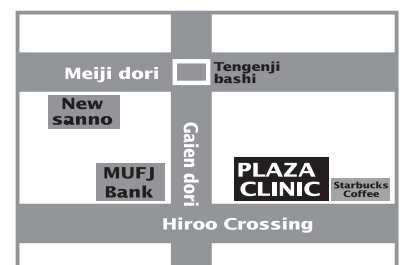 Meiji dori
Tengenji
bashi
New
sanno
Gaien dori
MUFJ
Bank
PLAZA
CLINIC
Starbucks
Coffee
Hiroo Crossing